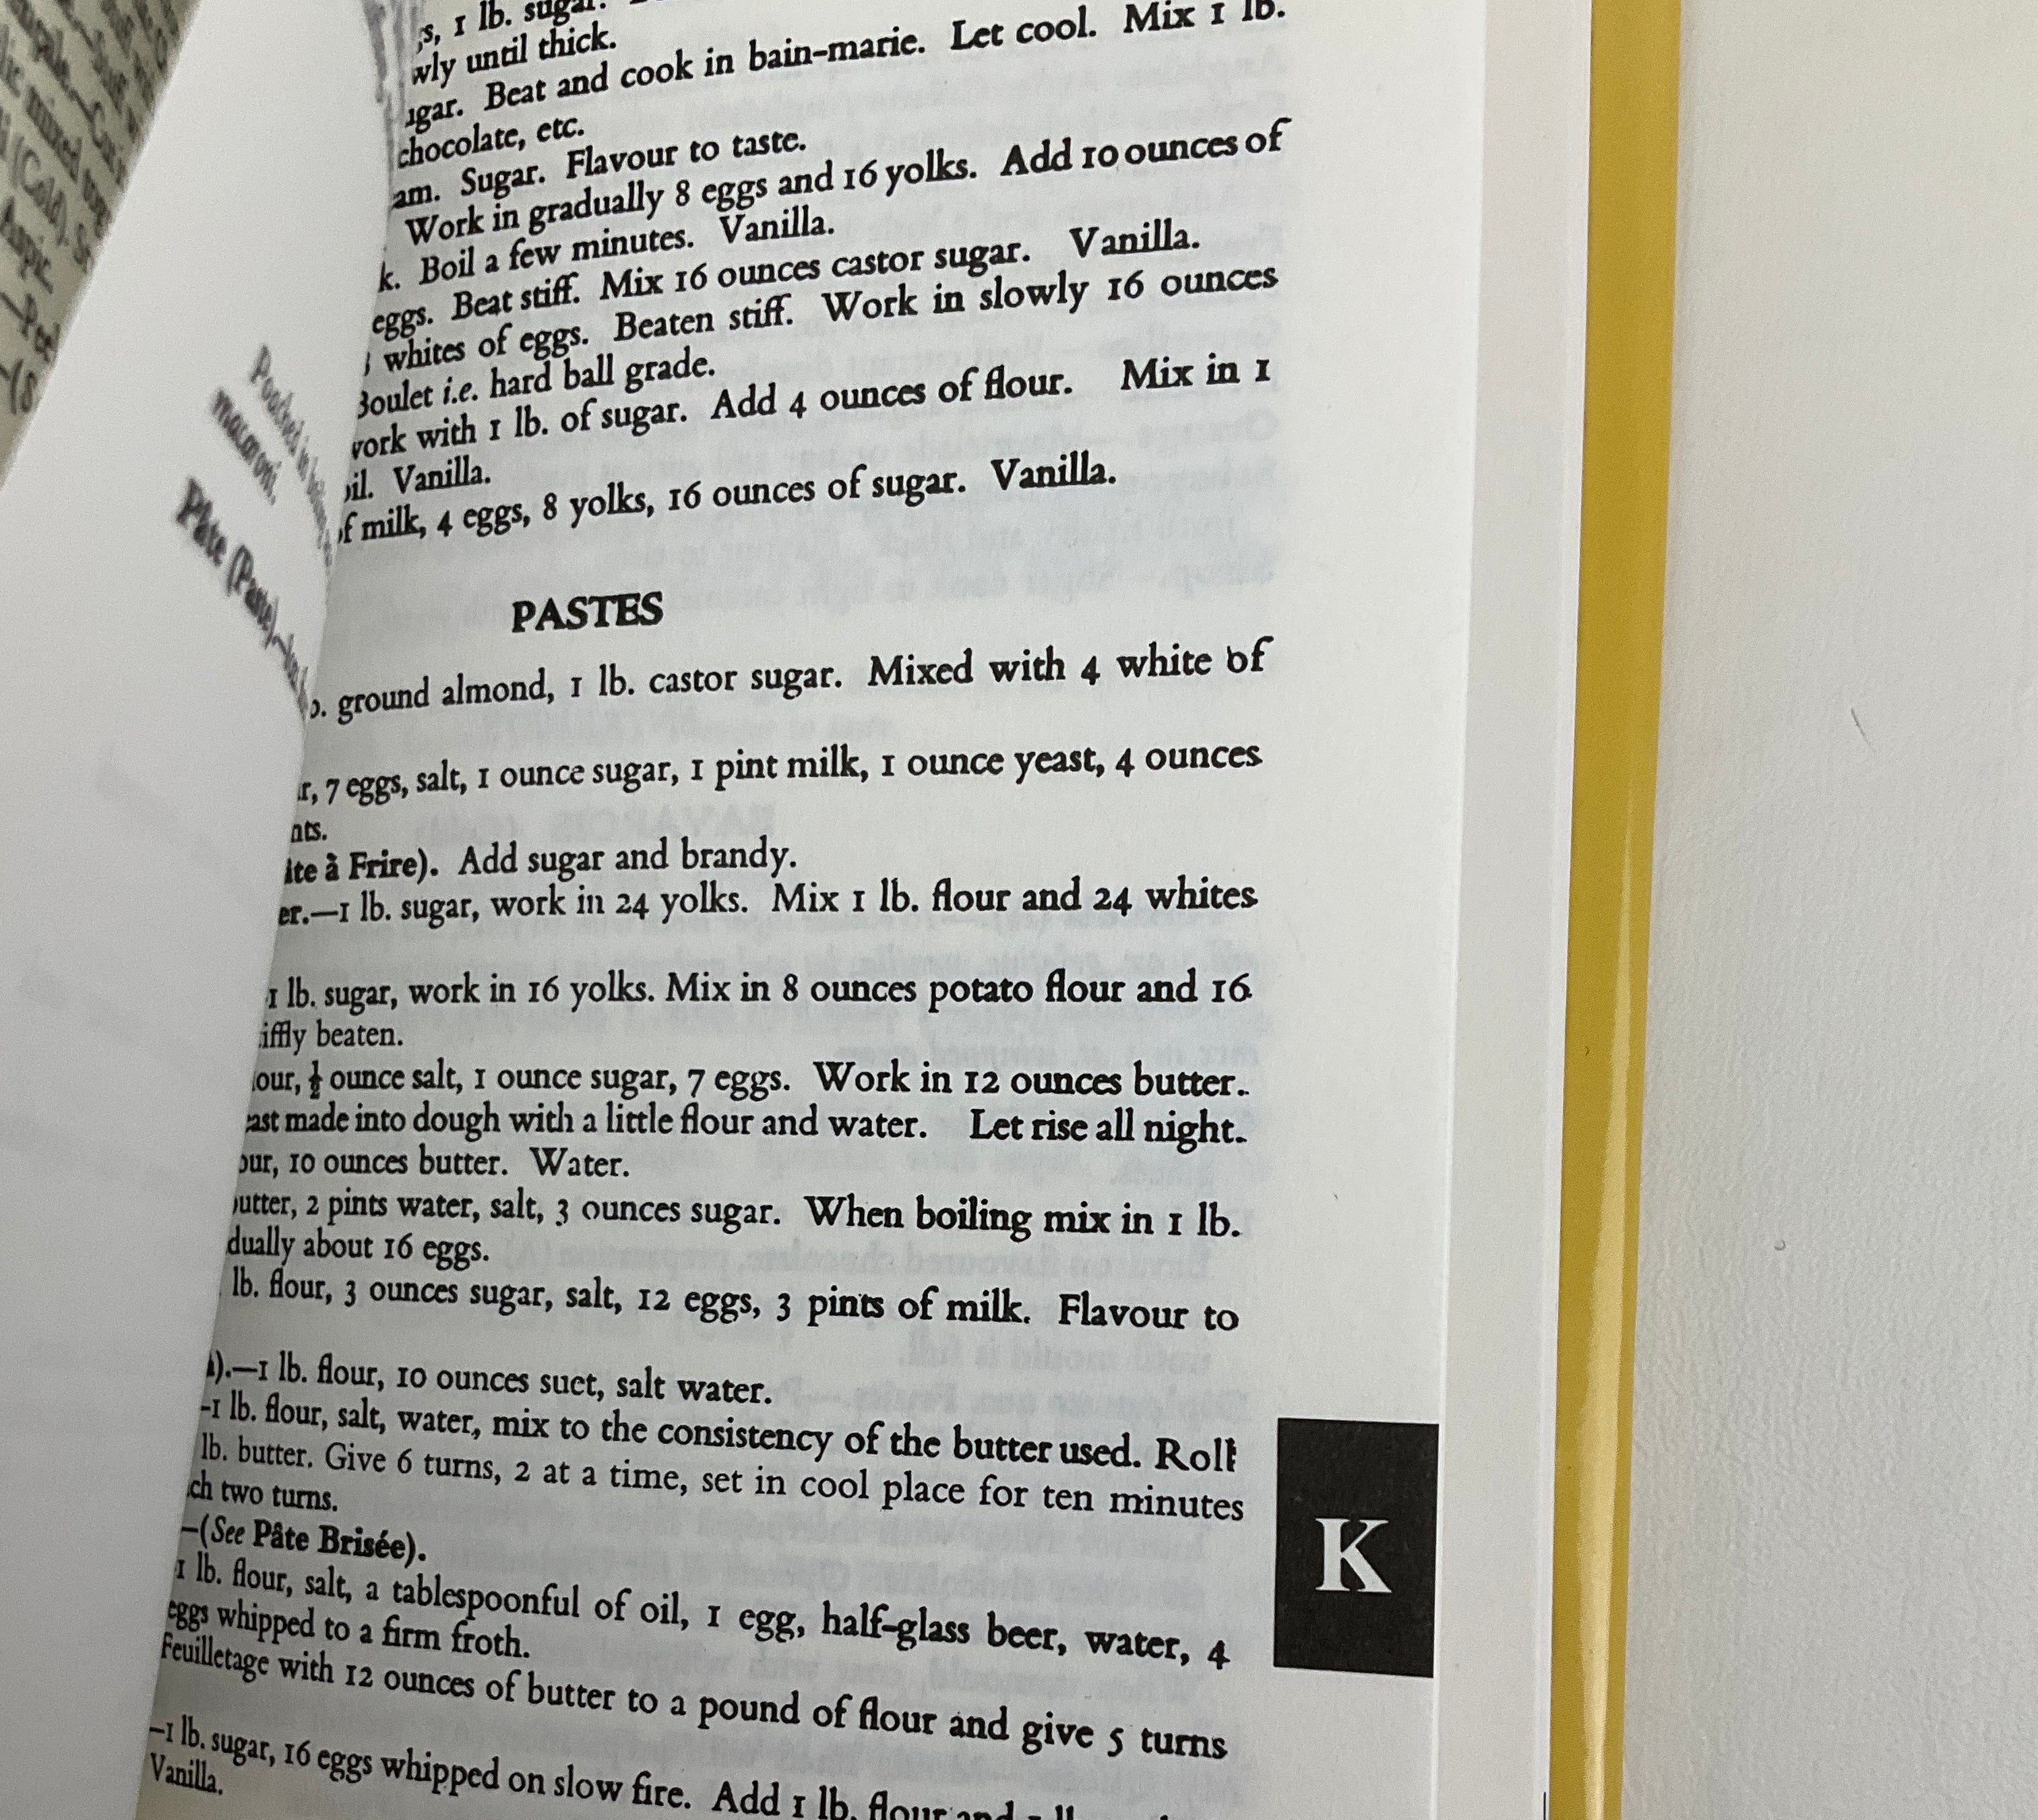 1 lb. sugar.
until thick.
Beat and cook in bain-marie. Let cool. Mix 1 lb.
chocolate, etc.
Sugar. Flavour to taste.
Work in gradually 8 eggs and 16 yolks. Add 10 ounces of
k. Boil a few minutes. Vanilla.
eggs. Beat stiff. Mix 16 ounces castor sugar. Vanilla.
whites of eggs. Beaten stiff. Work in slowly 16 ounces
Boulet i.e. hard ball grade.
work with 1 lb. of sugar. Add 4 ounces of flour. Mix in 1
oil. Vanilla.
of milk, 4 eggs, 8 yolks, 16 ounces of sugar. Vanilla.
PASTES
ground almond, 1 lb. castor sugar. Mixed with 4 white of
r, 7 eggs, salt, 1 ounce sugar, 1 pint milk, 1 ounce yeast, 4 ounces
nts.
à Frire). Add sugar and brandy.
er.—1 lb. sugar, work in 24 yolks. Mix 1 lb. flour and 24 whites
1 lb. sugar, work in 16 yolks. Mix in 8 ounces potato flour and 16
iffly beaten.
our, ½ ounce salt, 1 ounce sugar, 7 eggs. Work in 12 ounces butter.
ast made into dough with a little flour and water. Let rise all night.
our, 10 ounces butter. Water.
utter, 2 pints water, salt, 3 ounces sugar. When boiling mix in 1 lb.
dually about 16 eggs.
lb. flour, 3 ounces sugar, salt, 12 eggs, 3 pints of milk. Flavour to
).—1 lb. flour, 10 ounces suet, salt water.
—1 lb. flour, salt, water, mix to the consistency of the butter used. Roll
lb. butter. Give 6 turns, 2 at a time, set in cool place for ten minutes
ch two turns.
—(See Pâte Brisée).
1 lb. flour, salt, a tablespoonful of oil, 1 egg, half-glass beer, water, 4
eggs whipped to a firm froth.
Feuilletage with 12 ounces of butter to a pound of flour and give 5 turns
—1 lb. sugar, 16 eggs whipped on slow fire. Add 1 lb. flour and
Vanilla.
K
Poached in
macaroni.
Pâte (Paste)—